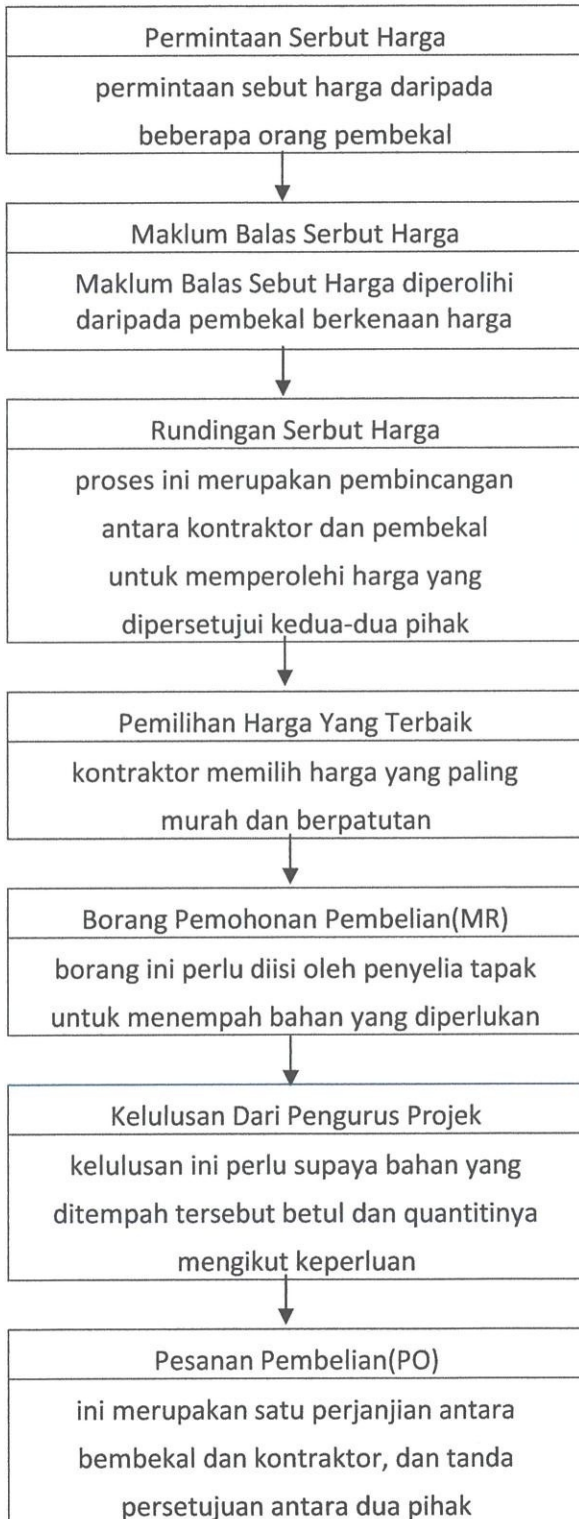 Permintaan Serbut Harga
permintaan sebut harga daripada
beberapa orang pembekal
Maklum Balas Serbut Harga
Maklum Balas Sebut Harga diperolihi
daripada pembekal berkenaan harga
Rundingan Serbut Harga
proses ini merupakan pembincangan
antara kontraktor dan pembekal
untuk memperolehi harga yang
dipersetujui kedua-dua pihak
Pemilihan Harga Yang Terbaik
kontraktor memilih harga yang paling
murah dan berpatutan
Borang Pemohonan Pembelian(MR)
borang ini perlu diisi oleh penyelia tapak
untuk menempah bahan yang diperlukan
Kelulusan Dari Pengurus Projek
kelulusan ini perlu supaya bahan yang
ditempah tersebut betul dan quantitinya
mengikut keperluan
Pesanan Pembelian(PO)
ini merupakan satu perjanjian antara
bembekal dan kontraktor, dan tanda
persetujuan antara dua pihak